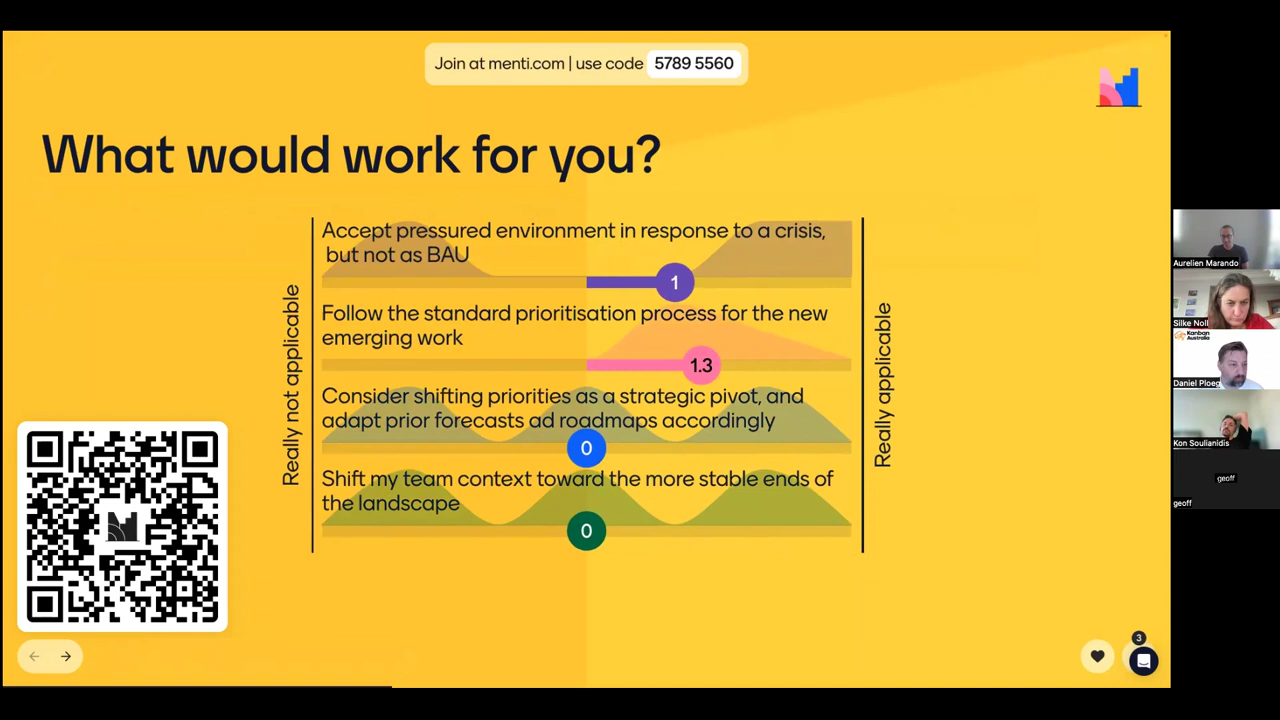 Join at menti.com | use code 5789 5560
What would work for you?
Really not applicable
Accept pressured environment in response to a crisis,
but not as BAU
1
Follow the standard prioritisation process for the new
emerging work
1.3
Consider shifting priorities as a strategic pivot, and
adapt prior forecasts ad roadmaps accordingly
0
Shift my team context toward the more stable ends of
the landscape
0
Really applicable
3
Aurelien Marando
Silke Noll
Kanban
Australia
Daniel Ploeg
Kon Soulianidis
geoff
geoff